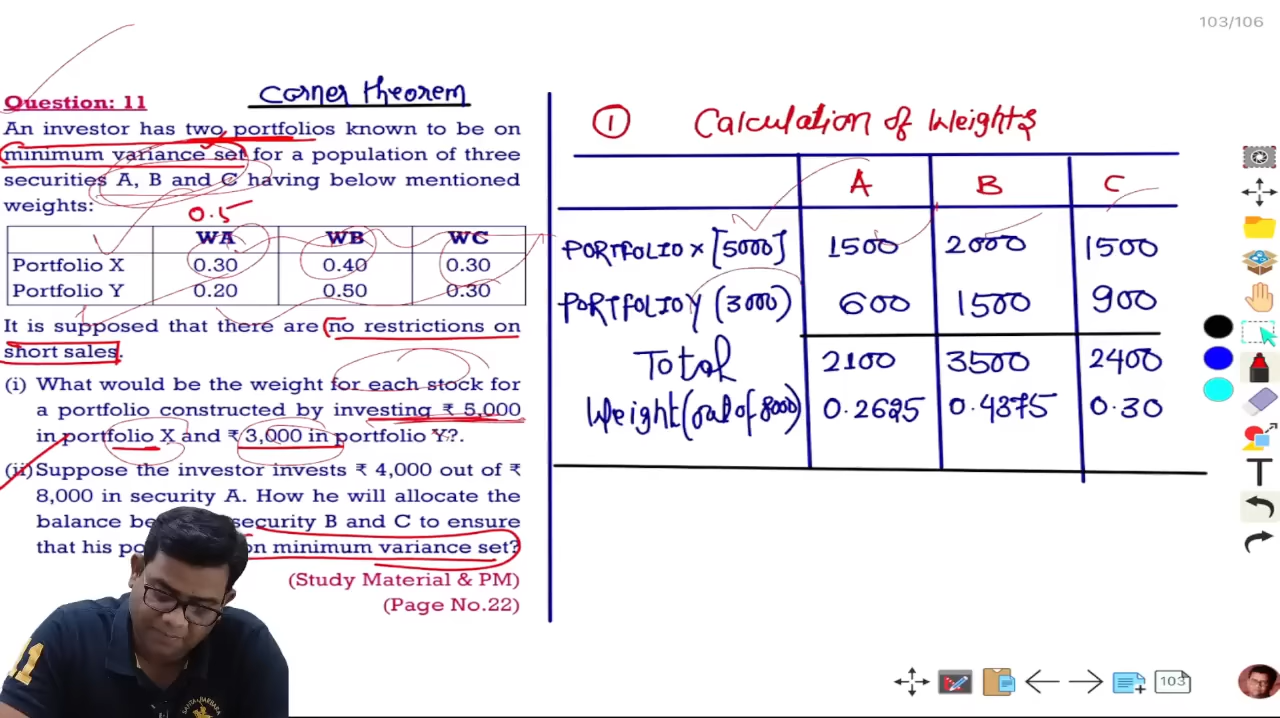 103/106
Question: 11
corner theorem
An investor has two portfolios known to be on
minimum variance set for a population of three
securities A, B and C having below mentioned
weights:
0.5
WA WB WC
Portfolio X 0.30 0.40 0.30
Portfolio Y 0.20 0.50 0.30
It is supposed that there are no restrictions on
short sales.
(i) What would be the weight for each stock for
a portfolio constructed by investing ₹ 5,000
in portfolio X and ₹ 3,000 in portfolio Y?.
(ii) Suppose the investor invests ₹ 4,000 out of ₹
8,000 in security A. How he will allocate the
balance security B and C to ensure
that his on minimum variance set?
(Study Material & PM)
(Page No.22)
① Calculation of Weights
A B C
PORTFOLIO X [5000] 1500 2000 1500
PORTFOLIO Y (3000) 600 1500 900
Total 2100 3500 2400
Weight (out of 8000) 0.2625 0.4375 0.30
11
T
103